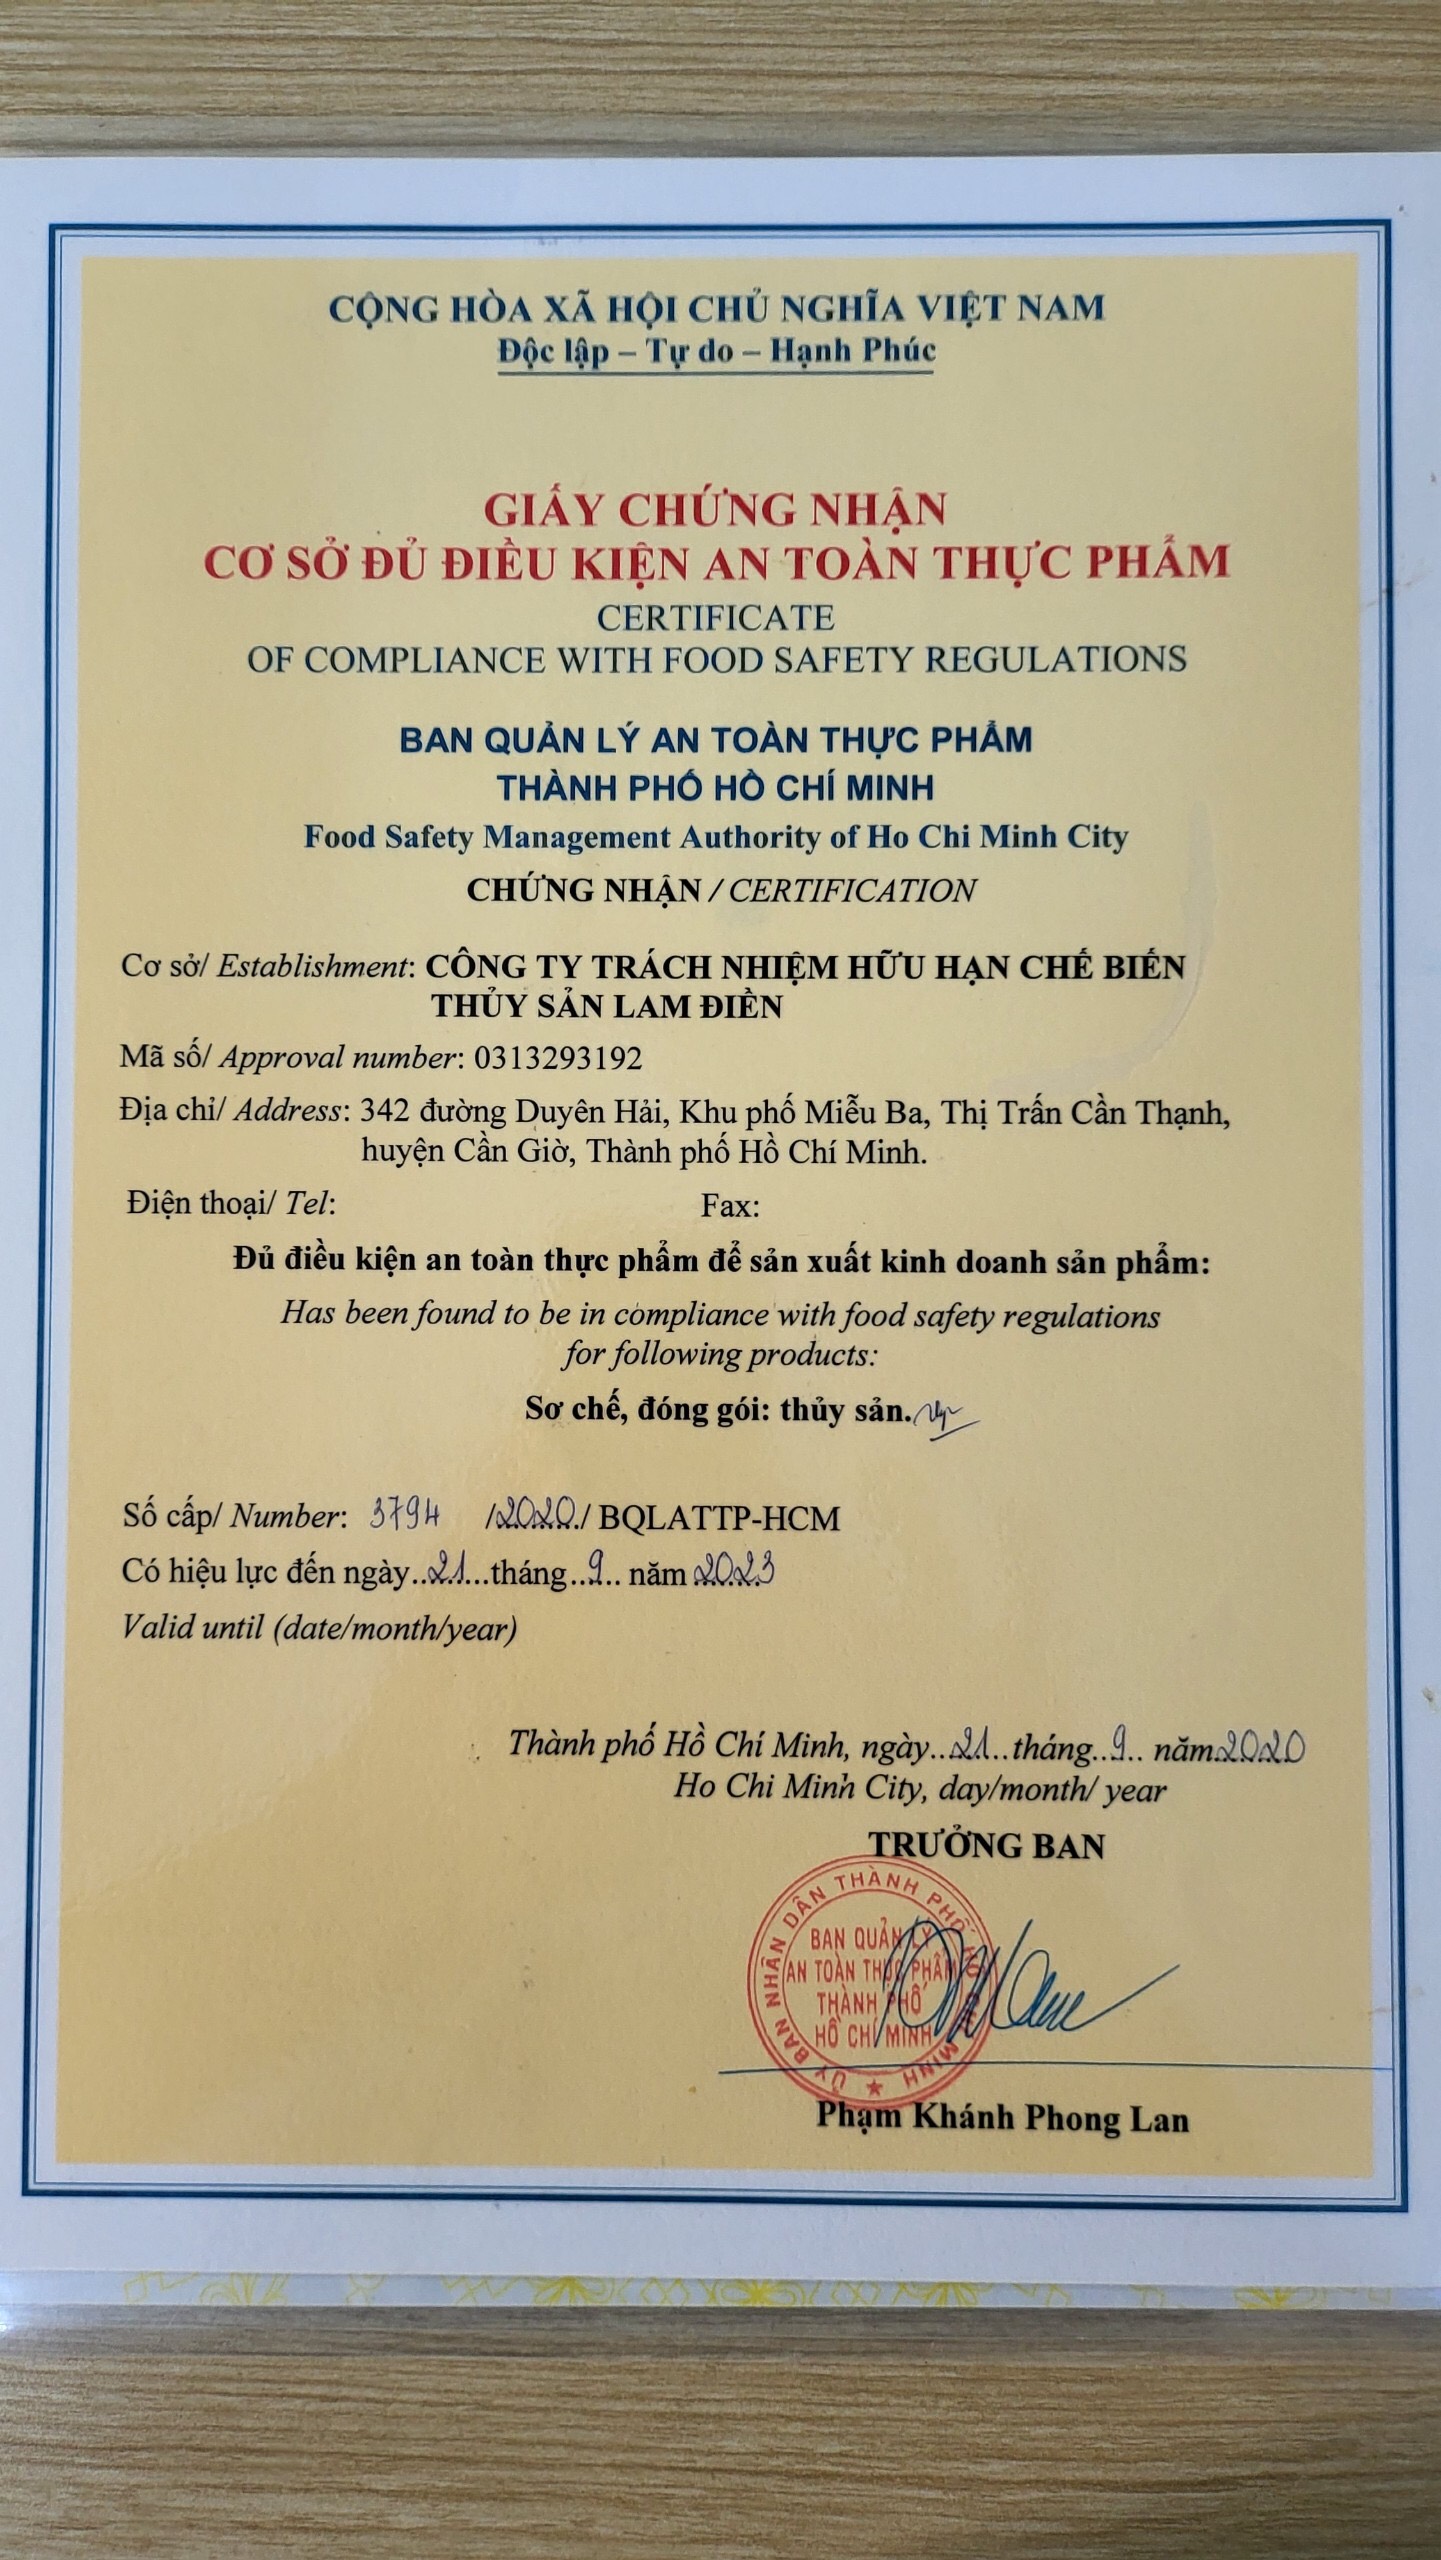 CỘNG HÒA XÃ HỘI CHỦ NGHĨA VIỆT NAM
Độc lập – Tự do – Hạnh Phúc
GIẤY CHỨNG NHẬN
CƠ SỞ ĐỦ ĐIỀU KIỆN AN TOÀN THỰC PHẨM
CERTIFICATE
OF COMPLIANCE WITH FOOD SAFETY REGULATIONS
BAN QUẢN LÝ AN TOÀN THỰC PHẨM
THÀNH PHỐ HỒ CHÍ MINH
Food Safety Management Authority of Ho Chi Minh City
CHỨNG NHẬN / CERTIFICATION
Cơ sở/ Establishment: CÔNG TY TRÁCH NHIỆM HỮU HẠN CHẾ BIẾN
THỦY SẢN LAM ĐIỀN
Mã số/ Approval number: 0313293192
Địa chỉ/ Address: 342 đường Duyên Hải, Khu phố Miễu Ba, Thị Trấn Cần Thạnh,
huyện Cần Giờ, Thành phố Hồ Chí Minh.
Điện thoại/ Tel: Fax:
Đủ điều kiện an toàn thực phẩm để sản xuất kinh doanh sản phẩm:
Has been found to be in compliance with food safety regulations
for following products:
Sơ chế, đóng gói: thủy sản.
Số cấp/ Number: 3794 /2020./ BQLATTP-HCM
Có hiệu lực đến ngày..21...tháng..9.. năm 2023
Valid until (date/month/year)
Thành phố Hồ Chí Minh, ngày..21..tháng..9.. năm.2020
Ho Chi Minh City, day/month/ year
TRƯỞNG BAN
ỦY BAN NHÂN DÂN THÀNH PHỐ HỒ CHÍ MINH
BAN QUẢN LÝ
AN TOÀN THỰC PHẨM
THÀNH PHỐ
HỒ CHÍ MINH
Phạm Khánh Phong Lan